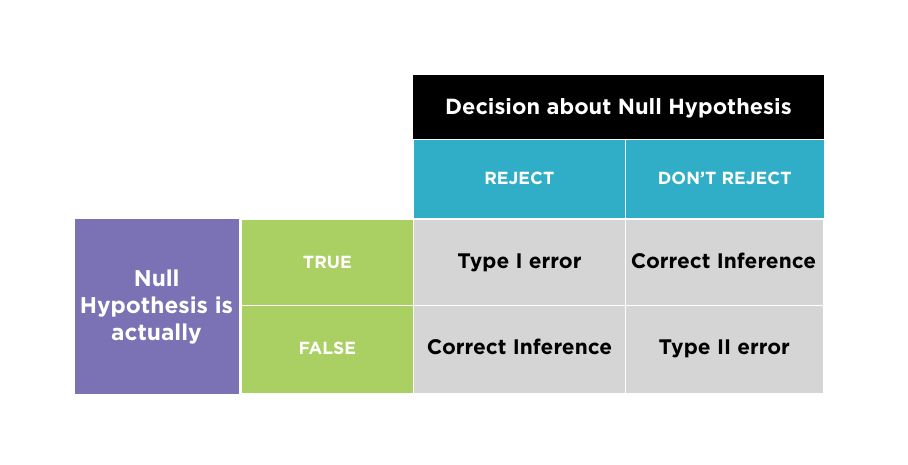 Decision about Null Hypothesis
REJECT
DON’T REJECT
Null
Hypothesis is
actually
TRUE
Type I error
Correct Inference
FALSE
Correct Inference
Type II error